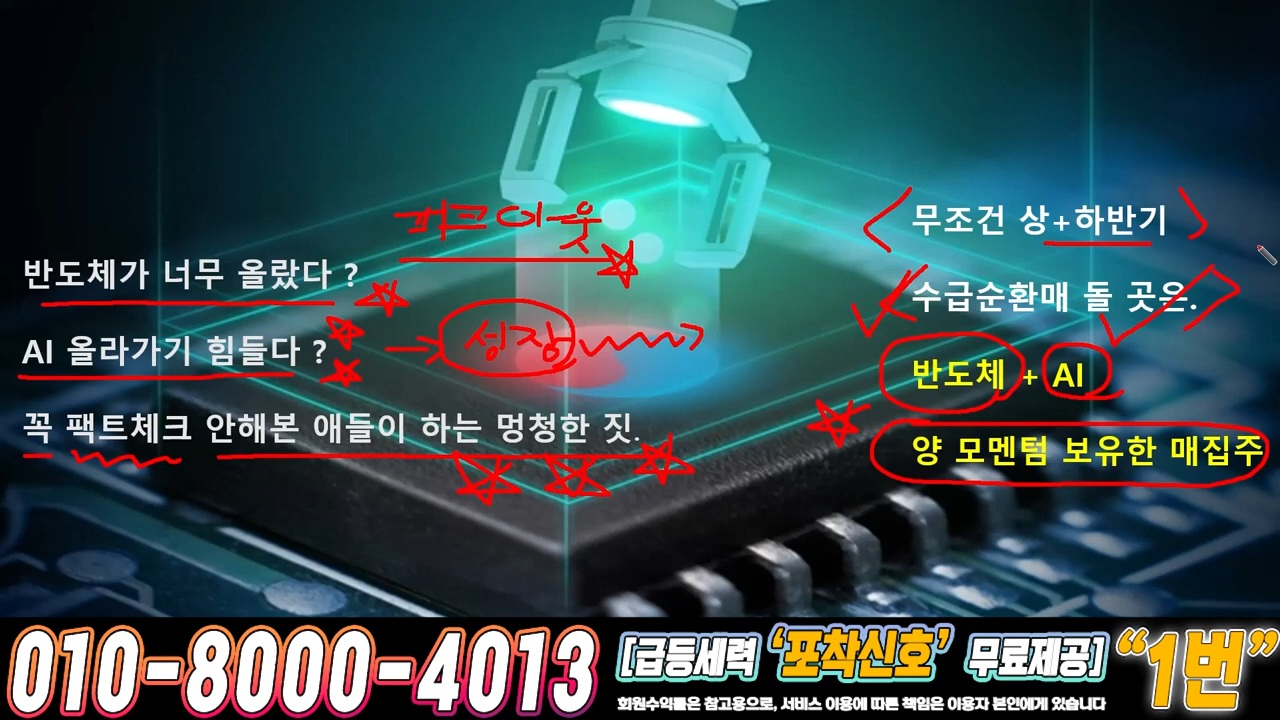 피크아웃
반도체가 너무 올랐다 ?
AI 올라가기 힘들다 ?
성장
꼭 팩트체크 안해본 애들이 하는 멍청한 짓.
무조건 상+하반기
수급순환매 돌 곳은.
반도체 + AI
양 모멘텀 보유한 매집주
010-8000-4013
[급등세력 ‘포착신호’ 무료제공] “1번”
회원수익률은 참고용으로, 서비스 이용에 따른 책임은 이용자 본인에게 있습니다